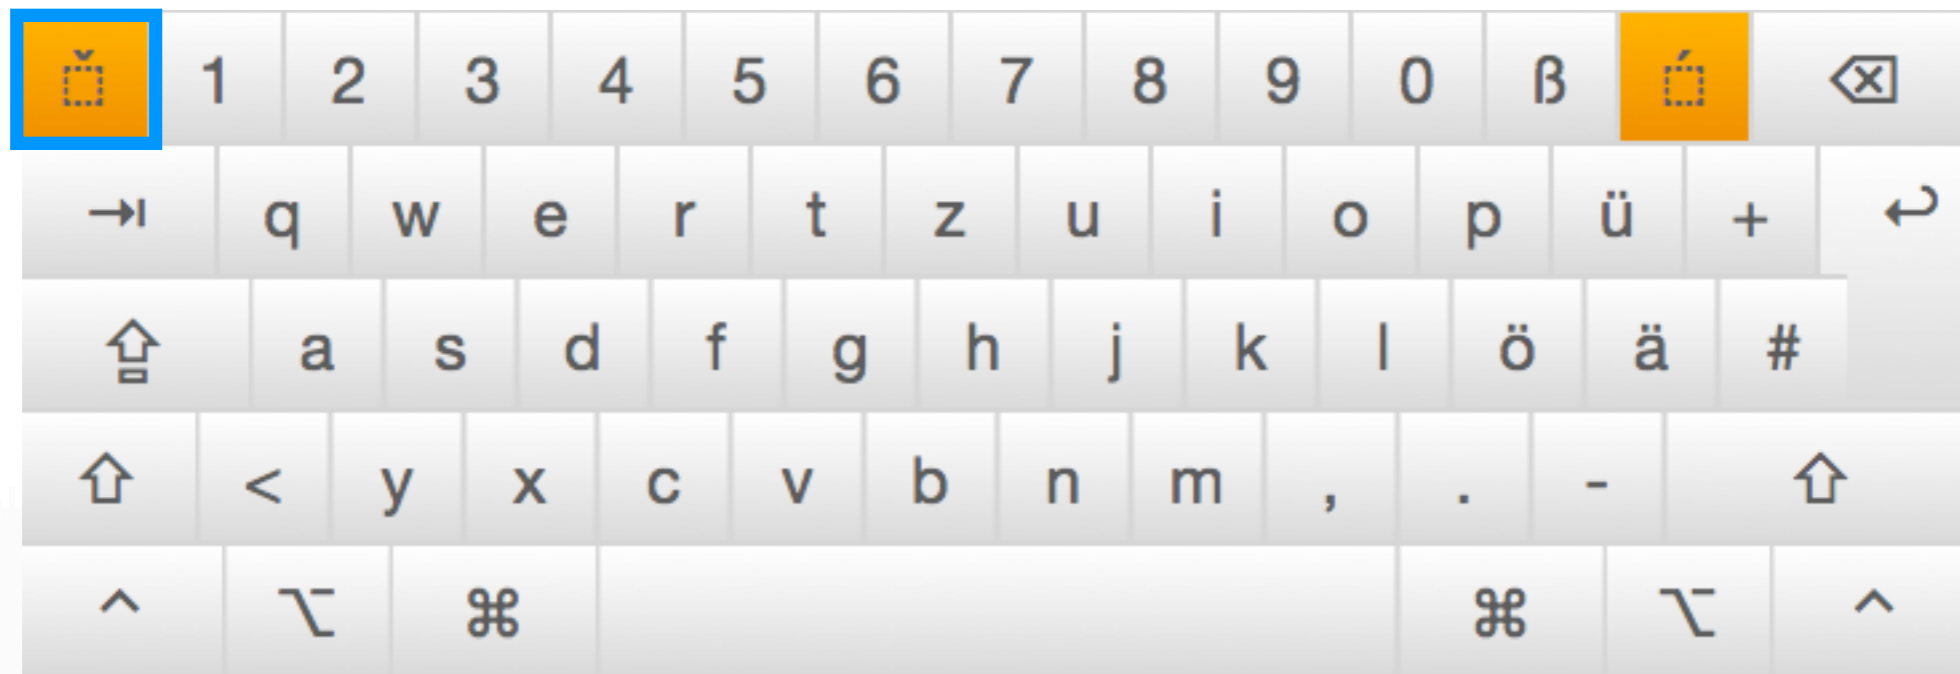 ˇ 1 2 3 4 5 6 7 8 9 0 ß ´ ⌫
⇥ q w e r t z u i o p ü + ↩
⇪ a s d f g h j k l ö ä #
⇧ < y x c v b n m , . - ⇧
^ ⌥ ⌘ ⌘ ⌥ ^